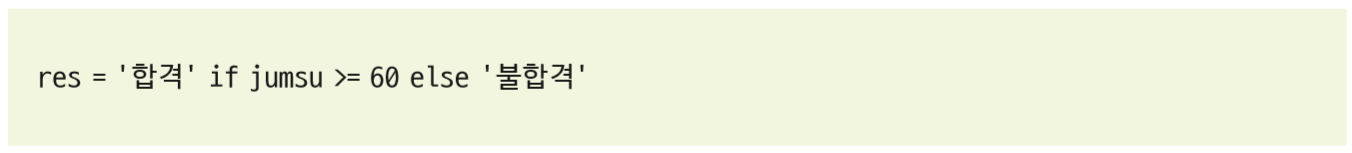 res = '합격' if jumsu >= 60 else '불합격'